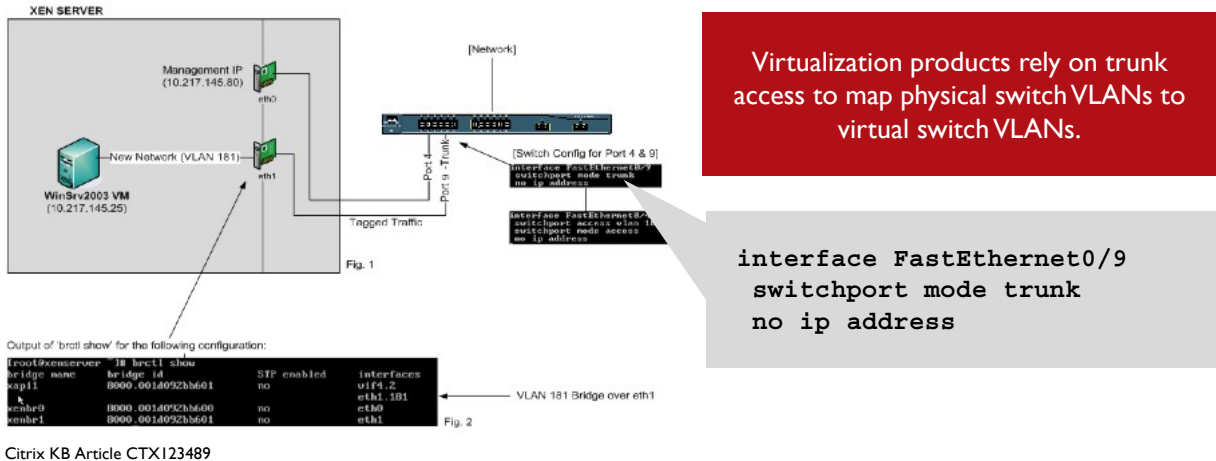 XEN SERVER
Management IP
(10.217.145.80)
eth0
New Network (VLAN 181)
eth1
WinSrv2003 VM
(10.217.145.25)
[Network]
Port 4
Port 9 -Trunk
Tagged Traffic
[Switch Config for Port 4 & 9]
interface FastEthernet0/9
switchport mode trunk
no ip address
interface FastEthernet0/
switchport access vlan
switchport mode access
no ip address
Fig. 1
Virtualization products rely on trunk
access to map physical switch VLANs to
virtual switch VLANs.
interface FastEthernet0/9
switchport mode trunk
no ip address
Output of 'brctl show' for the following configuration:
[root@xenserver ~]# brctl show
bridge name bridge id STP enabled interfaces
xapi1 8000.001d092bb601 no vif4.2
eth1.181
xenbr0 8000.001d092bb600 no eth0
xenbr1 8000.001d092bb601 no eth1
VLAN 181 Bridge over eth1
Fig. 2
Citrix KB Article CTX123489